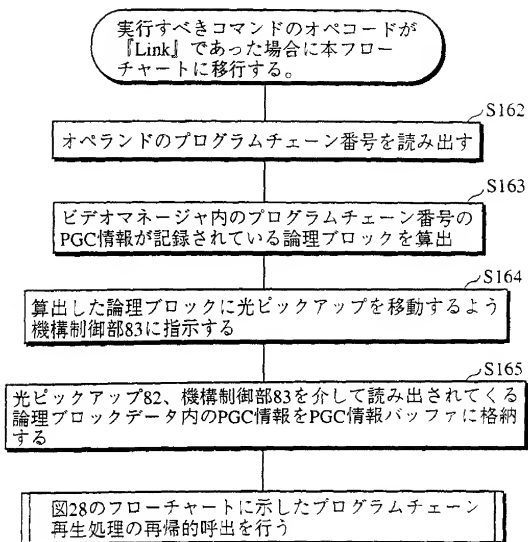 実行すべきコマンドのオペコードが
『Link』であった場合に本フロー
チャートに移行する。
S162
オペランドのプログラムチェーン番号を読み出す
S163
ビデオマネージャ内のプログラムチェーン番号の
PGC情報が記録されている論理ブロックを算出
S164
算出した論理ブロックに光ピックアップを移動するよう
機構制御部83に指示する
S165
光ピックアップ82、機構制御部83を介して読み出されてくる
論理ブロックデータ内のPGC情報をPGC情報バッファに格納
する
図28のフローチャートに示したプログラムチェーン
再生処理の再帰的呼出を行う